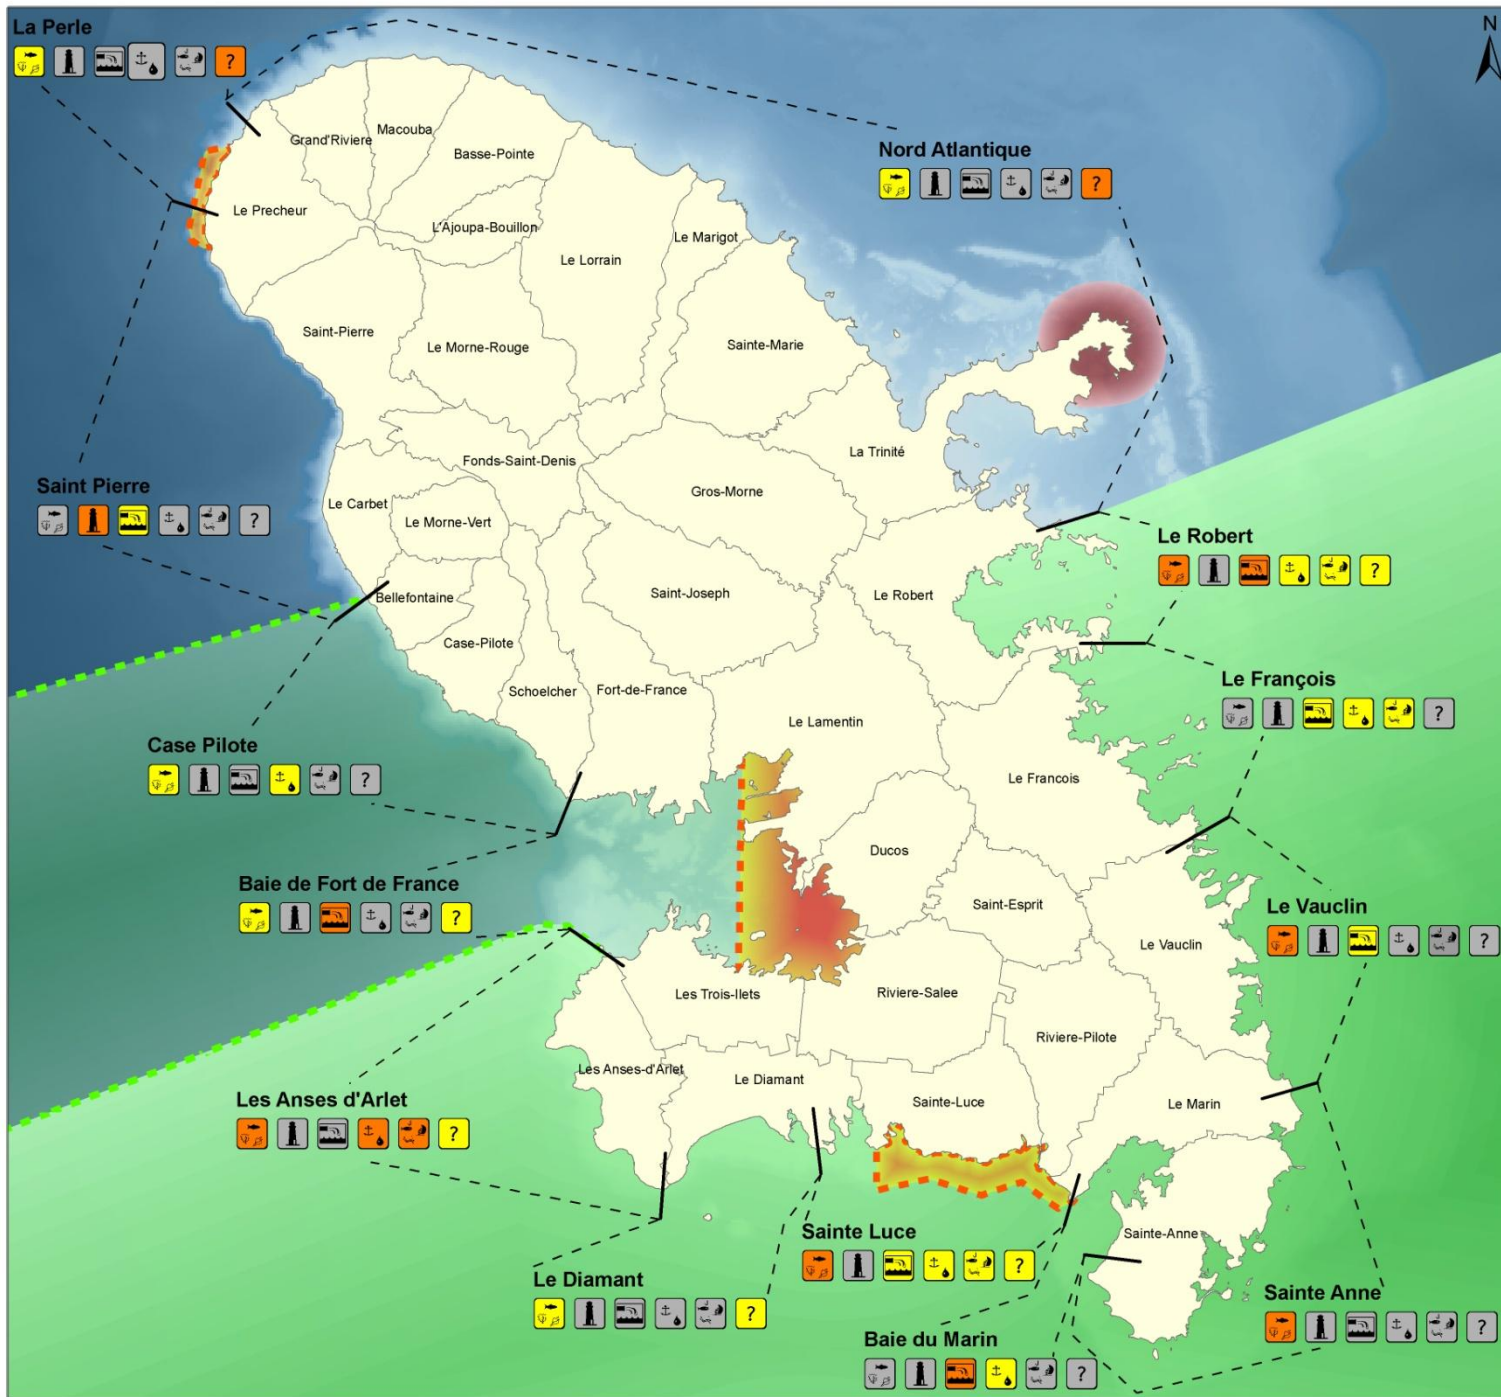 La Perle
?
N
Macouba
Grand'Riviere
Basse-Pointe
Nord Atlantique
?
Le Precheur
L'Ajoupa-Bouillon
Le Marigot
Le Lorrain
Saint-Pierre
Le Morne-Rouge
Sainte-Marie
La Trinité
Fonds-Saint-Denis
Saint Pierre
?
Le Carbet
Gros-Morne
Le Morne-Vert
Le Robert
?
Bellefontaine
Saint-Joseph
Le Robert
Case-Pilote
Le François
?
Schoelcher
Fort-de-France
Le Lamentin
Case Pilote
?
Le Francois
Ducos
Baie de Fort de France
?
Saint-Esprit
Le Vauclin
?
Le Vauclin
Les Trois-Ilets
Riviere-Salee
Riviere-Pilote
Les Anses-d'Arlet
Le Diamant
Les Anses d'Arlet
?
Sainte-Luce
Le Marin
Sainte Luce
?
Sainte-Anne
Le Diamant
?
Sainte Anne
?
Baie du Marin
?